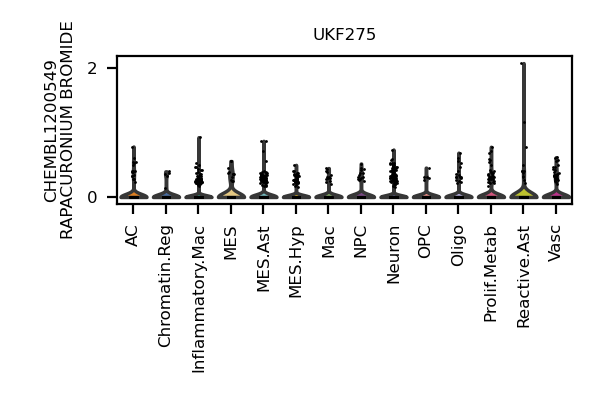 UKF275
CHEMBL1200549
RAPACURONIUM BROMIDE
2
0
AC
Chromatin.Reg
Inflammatory.Mac
MES
MES.Ast
MES.Hyp
Mac
NPC
Neuron
OPC
Oligo
Prolif.Metab
Reactive.Ast
Vasc